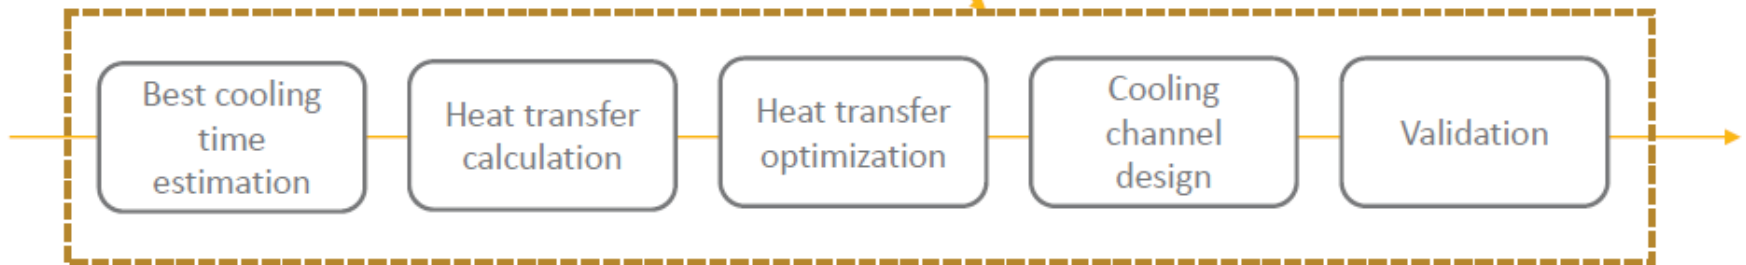 Best cooling
time
estimation
Heat transfer
calculation
Heat transfer
optimization
Cooling
channel
design
Validation